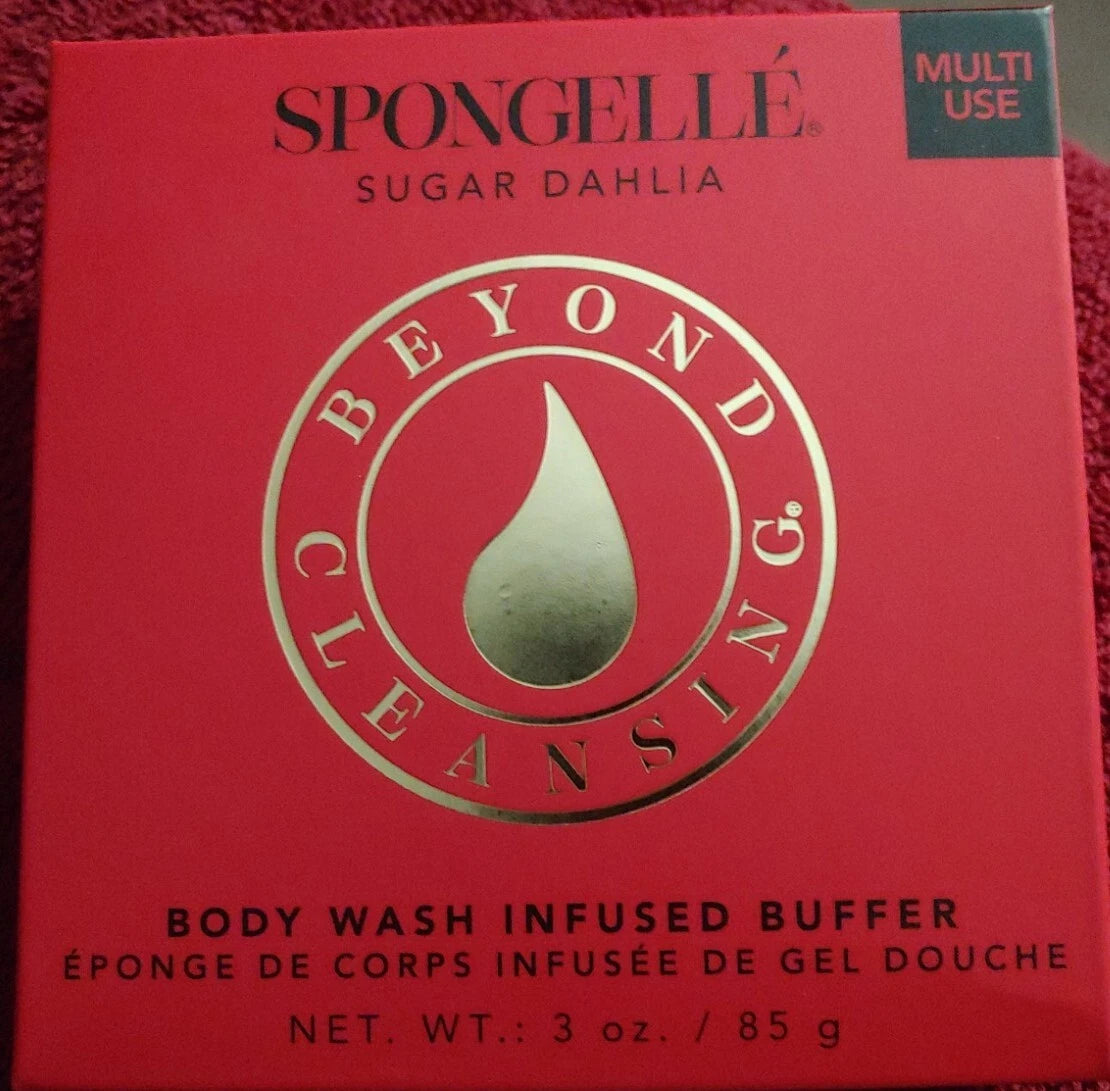 SPONGELLÉ®
MULTI
USE
SUGAR DAHLIA
BEYOND
CLEANSING®
BODY WASH INFUSED BUFFER
ÉPONGE DE CORPS INFUSÉE DE GEL DOUCHE
NET. WT.: 3 oz. / 85 g